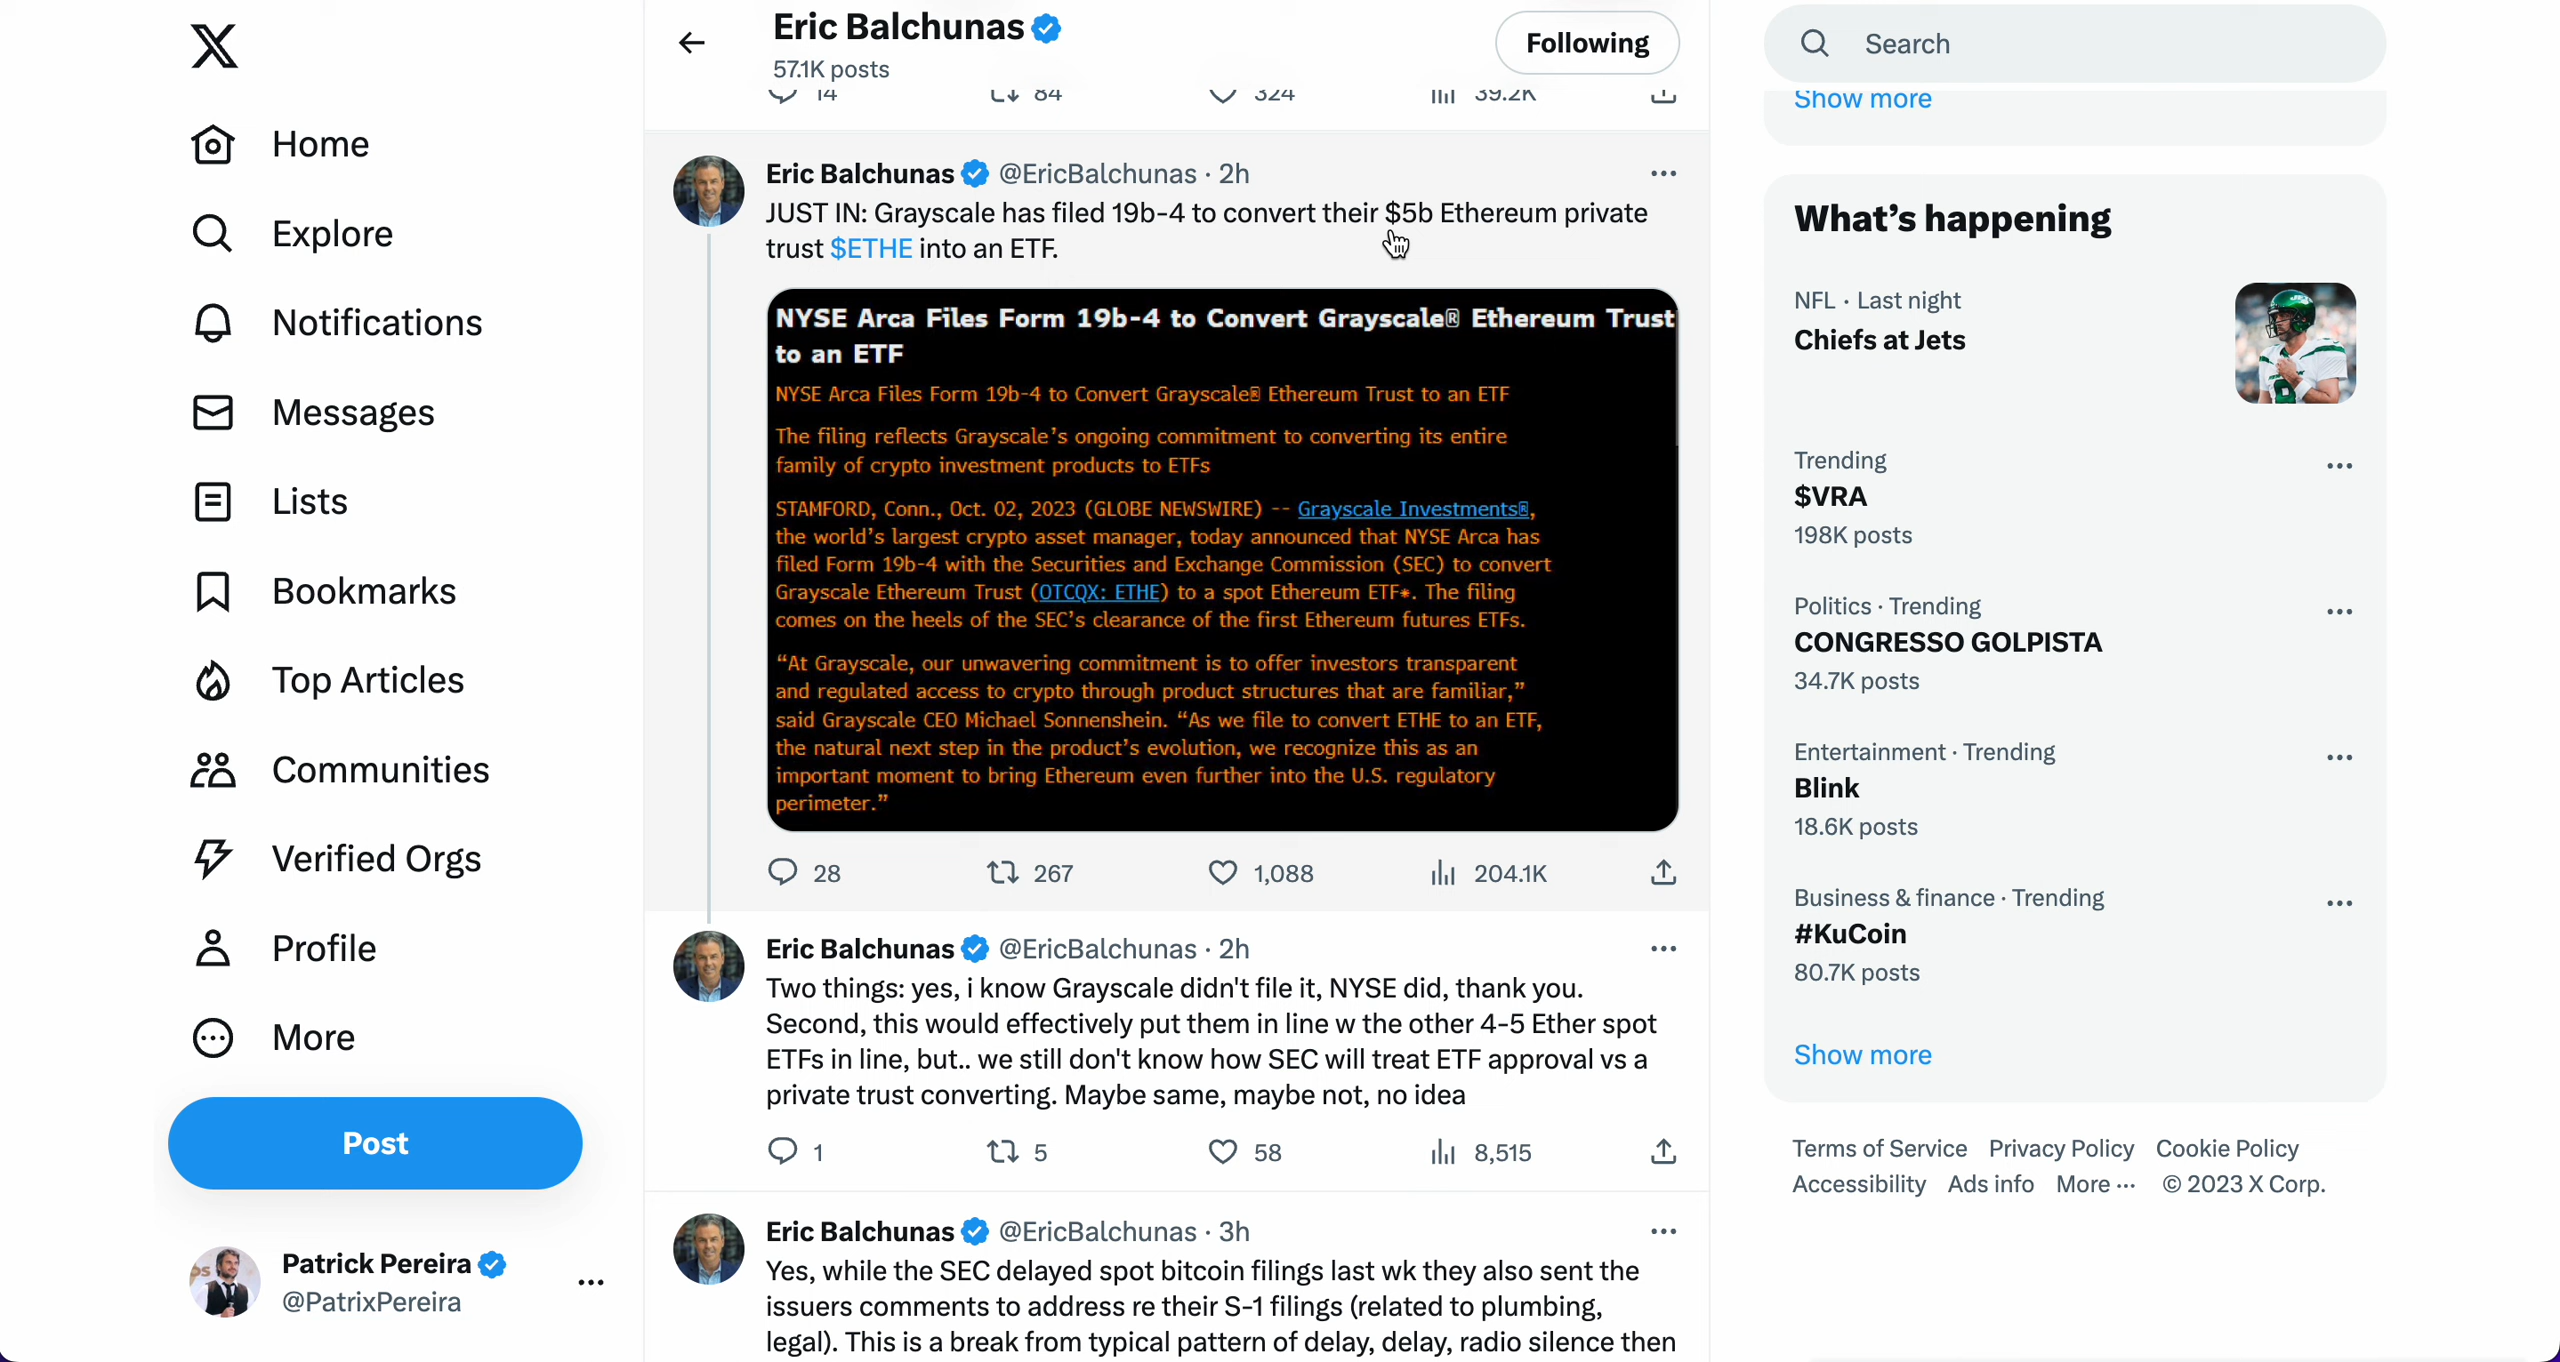 X
Home
Explore
Notifications
Messages
Lists
Bookmarks
Top Articles
Communities
Verified Orgs
Profile
More
Post
Patrick Pereira
@PatrixPereira
Eric Balchunas
57.1K posts
Following
14 84 324 39.2K
Eric Balchunas @EricBalchunas · 2h
JUST IN: Grayscale has filed 19b-4 to convert their $5b Ethereum private
trust $ETHE into an ETF.
NYSE Arca Files Form 19b-4 to Convert Grayscale® Ethereum Trust
to an ETF
NYSE Arca Files Form 19b-4 to Convert Grayscale® Ethereum Trust to an ETF
The filing reflects Grayscale’s ongoing commitment to converting its entire
family of crypto investment products to ETFs
STAMFORD, Conn., Oct. 02, 2023 (GLOBE NEWSWIRE) -- Grayscale Investments®,
the world’s largest crypto asset manager, today announced that NYSE Arca has
filed Form 19b-4 with the Securities and Exchange Commission (SEC) to convert
Grayscale Ethereum Trust (OTCQX: ETHE) to a spot Ethereum ETF*. The filing
comes on the heels of the SEC’s clearance of the first Ethereum futures ETFs.
“At Grayscale, our unwavering commitment is to offer investors transparent
and regulated access to crypto through product structures that are familiar,”
said Grayscale CEO Michael Sonnenshein. “As we file to convert ETHE to an ETF,
the natural next step in the product’s evolution, we recognize this as an
important moment to bring Ethereum even further into the U.S. regulatory
perimeter.”
28 267 1,088 204.1K
Eric Balchunas @EricBalchunas · 2h
Two things: yes, i know Grayscale didn't file it, NYSE did, thank you.
Second, this would effectively put them in line w the other 4-5 Ether spot
ETFs in line, but.. we still don't know how SEC will treat ETF approval vs a
private trust converting. Maybe same, maybe not, no idea
1 5 58 8,515
Eric Balchunas @EricBalchunas · 3h
Yes, while the SEC delayed spot bitcoin filings last wk they also sent the
issuers comments to address re their S-1 filings (related to plumbing,
legal). This is a break from typical pattern of delay, delay, radio silence then
Search
Show more
What’s happening
NFL · Last night
Chiefs at Jets
Trending
$VRA
198K posts
Politics · Trending
CONGRESSO GOLPISTA
34.7K posts
Entertainment · Trending
Blink
18.6K posts
Business & finance · Trending
#KuCoin
80.7K posts
Show more
Terms of Service Privacy Policy Cookie Policy
Accessibility Ads info More ··· © 2023 X Corp.